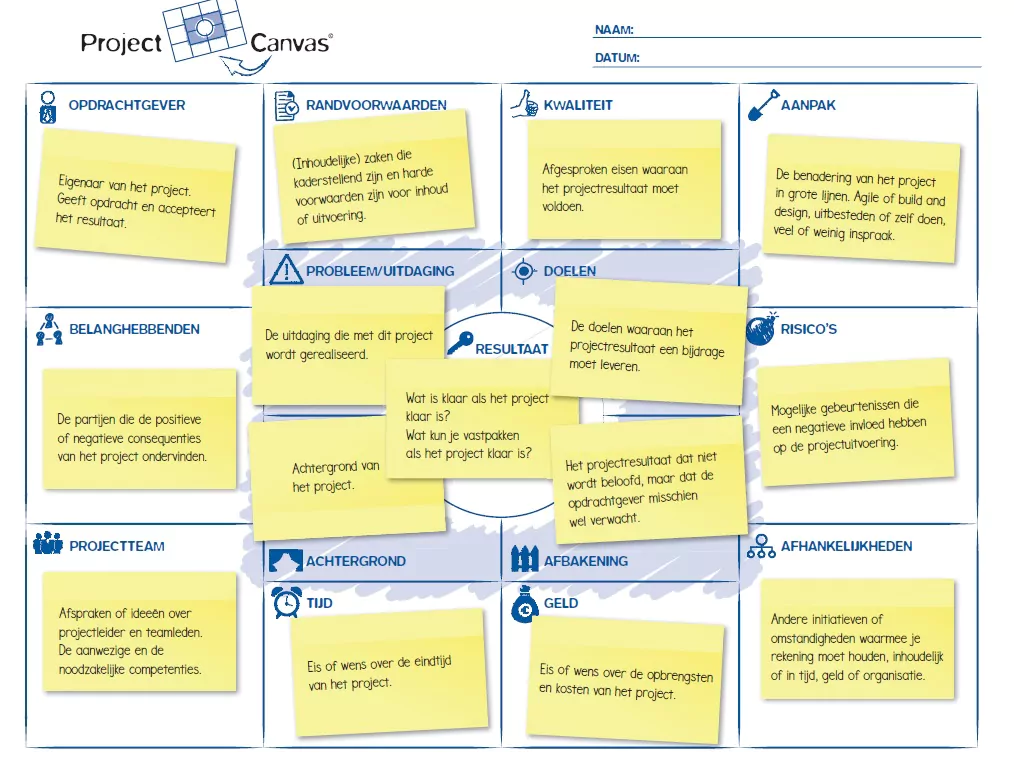 Project Canvas®
NAAM:
DATUM:
OPDRACHTGEVER
Eigenaar van het project.
Geeft opdracht en accepteert
het resultaat.
RANDVOORWAARDEN
(Inhoudelijke) zaken die
kaderstellend zijn en harde
voorwaarden zijn voor inhoud
of uitvoering.
KWALITEIT
Afgesproken eisen waaraan
het projectresultaat moet
voldoen.
AANPAK
De benadering van het project
in grote lijnen. Agile of build and
design, uitbesteden of zelf doen,
veel of weinig inspraak.
PROBLEEM/UITDAGING
De uitdaging die met dit project
wordt gerealiseerd.
DOELEN
De doelen waaraan het
projectresultaat een bijdrage
moet leveren.
BELANGHEBBENDEN
De partijen die de positieve
of negatieve consequenties
van het project ondervinden.
RESULTAAT
Wat is klaar als het project
klaar is?
Wat kun je vastpakken
als het project klaar is?
RISICO'S
Mogelijke gebeurtenissen die
een negatieve invloed hebben
op de projectuitvoering.
Achtergrond van
het project.
ACHTERGROND
Het projectresultaat dat niet
wordt beloofd, maar dat de
opdrachtgever misschien
wel verwacht.
AFBAKENING
PROJECTTEAM
Afspraken of ideeën over
projectleider en teamleden.
De aanwezige en de
noodzakelijke competenties.
TIJD
Eis of wens over de eindtijd
van het project.
GELD
Eis of wens over de opbrengsten
en kosten van het project.
AFHANKELIJKHEDEN
Andere initiatieven of
omstandigheden waarmee je
rekening moet houden, inhoudelijk
of in tijd, geld of organisatie.